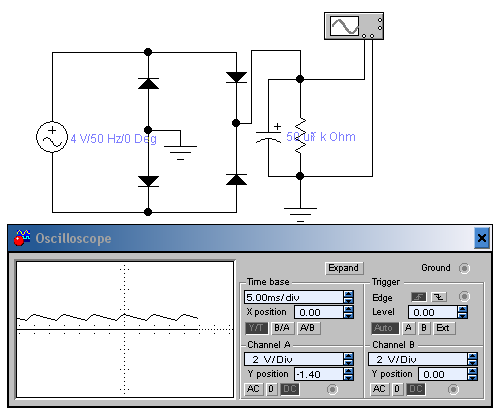 4 V/50 Hz/0 Deg
50 uF k Ohm
Oscilloscope
Expand
Ground
Time base
5.00ms/div
X position 0.00
Y/T B/A A/B
Trigger
Edge
Level 0.00
Auto A B Ext
Channel A
2 V/Div
Y position -1.40
AC 0 DC
Channel B
2 V/Div
Y position 0.00
AC 0 DC